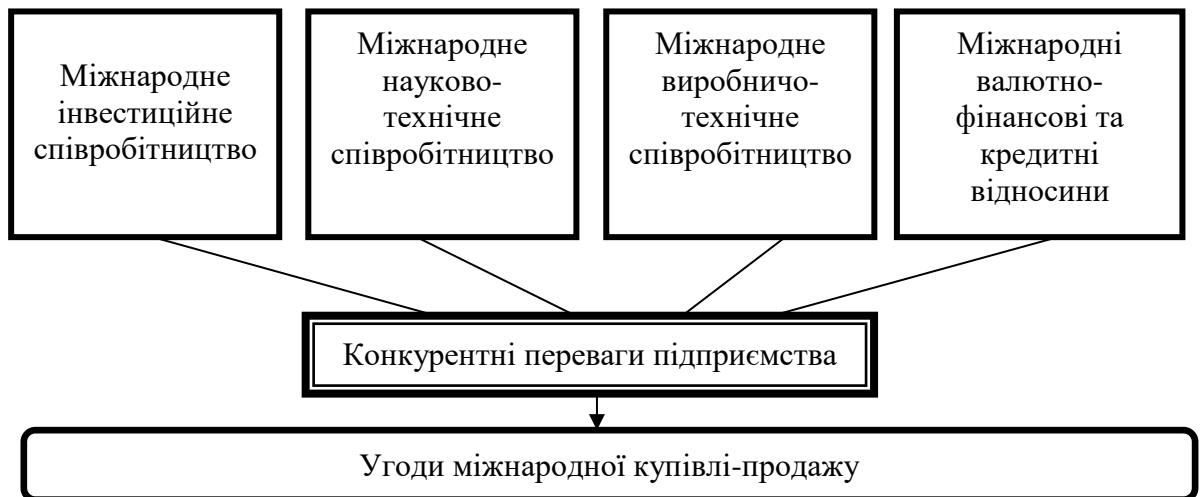 Міжнародне
інвестиційне
співробітництво
Міжнародне
науково-
технічне
співробітництво
Міжнародне
виробничо-
технічне
співробітництво
Міжнародні
валютно-
фінансові та
кредитні
відносини
Конкурентні переваги підприємства
Угоди міжнародної купівлі-продажу